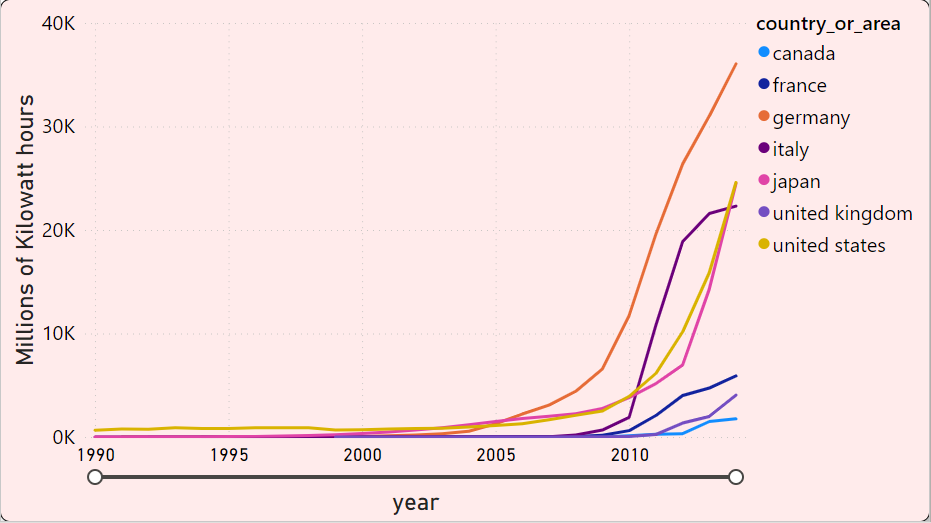 Millions of Kilowatt hours
40K
30K
20K
10K
0K
1990 1995 2000 2005 2010
year
country_or_area
canada
france
germany
italy
japan
united kingdom
united states